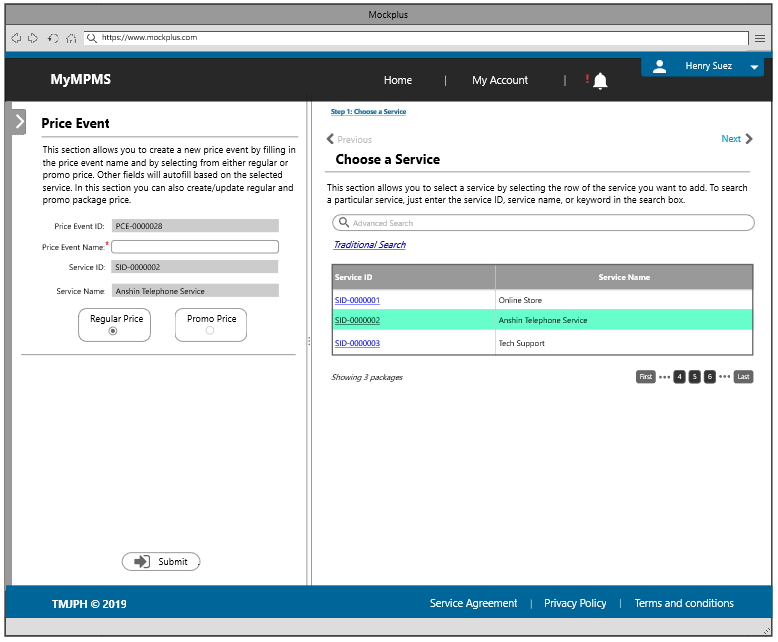 Mockplus
https://www.mockplus.com
Henry Suez
MyMPMS
Home | My Account | !
Price Event
This section allows you to create a new price event by filling in
the price event name and by selecting from either regular or
promo price. Other fields will autofill based on the selected
service. In this section you can also create/update regular and
promo package price.
Price Event ID: PCE-0000028
Price Event Name:*
Service ID: SID-0000002
Service Name: Anshin Telephone Service
Regular Price Promo Price
Submit
Step 1: Choose a Service
Previous Next
Choose a Service
This section allows you to select a service by selecting the row of the service you want to add. To search
a particular service, just enter the service ID, service name, or keyword in the search box.
Advanced Search
Traditional Search
Service ID Service Name
SID-0000001 Online Store
SID-0000002 Anshin Telephone Service
SID-0000003 Tech Support
Showing 3 packages First ••• 4 5 6 ••• Last
TMJPH © 2019 Service Agreement | Privacy Policy | Terms and conditions